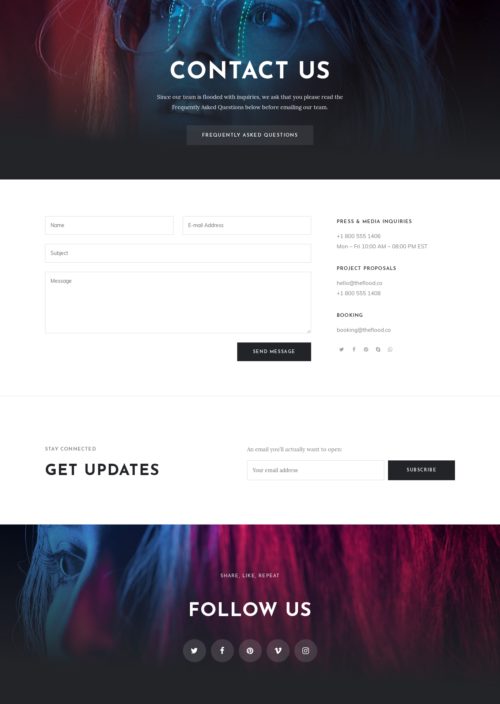 CONTACT US
Since our team is flooded with inquiries, we ask that you please read the
Frequently Asked Questions below before emailing our team.
FREQUENTLY ASKED QUESTIONS
Name
E-mail Address
Subject
Message
SEND MESSAGE
PRESS & MEDIA INQUIRIES
+1 800 555 1406
Mon – Fri 10:00 AM – 08:00 PM EST
PROJECT PROPOSALS
hello@theflood.co
+1 800 555 1408
BOOKING
booking@theflood.co
STAY CONNECTED
GET UPDATES
An email you'll actually want to open:
Your email address
SUBSCRIBE
SHARE, LIKE, REPEAT
FOLLOW US